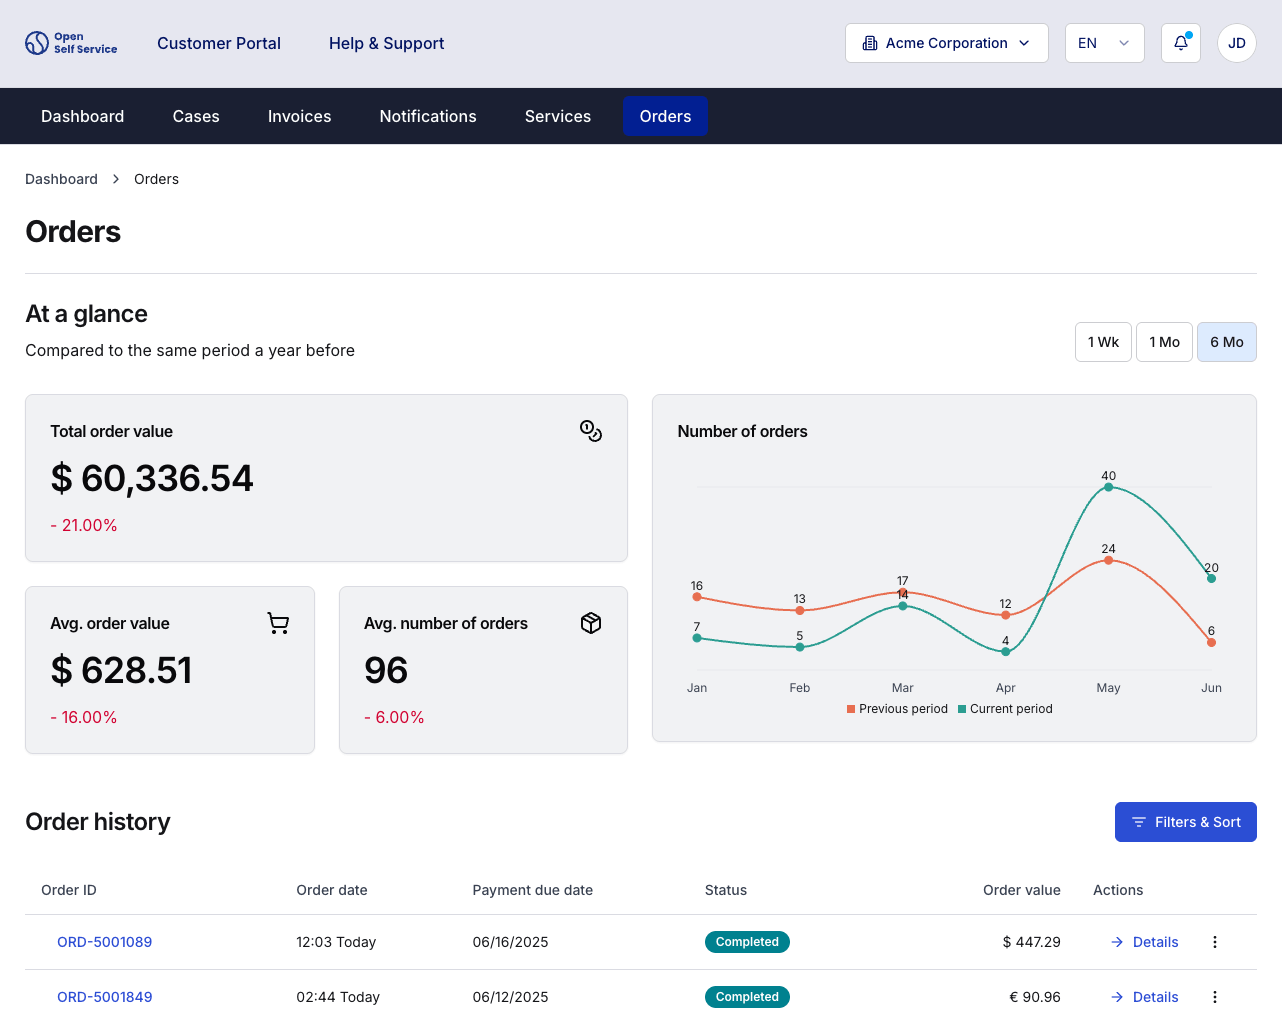 Open
Self Service
Customer Portal
Help & Support
Acme Corporation
EN
JD
Dashboard
Cases
Invoices
Notifications
Services
Orders
Dashboard
Orders
Orders
At a glance
Compared to the same period a year before
1 Wk
1 Mo
6 Mo
Total order value
$ 60,336.54
- 21.00%
Avg. order value
$ 628.51
- 16.00%
Avg. number of orders
96
- 6.00%
Number of orders
40
24
20
16
17
13
14
12
7
5
4
6
Jan
Feb
Mar
Apr
May
Jun
Previous period
Current period
Order history
Filters & Sort
Order ID
Order date
Payment due date
Status
Order value
Actions
ORD-5001089
12:03 Today
06/16/2025
Completed
$ 447.29
Details
ORD-5001849
02:44 Today
06/12/2025
Completed
€ 90.96
Details